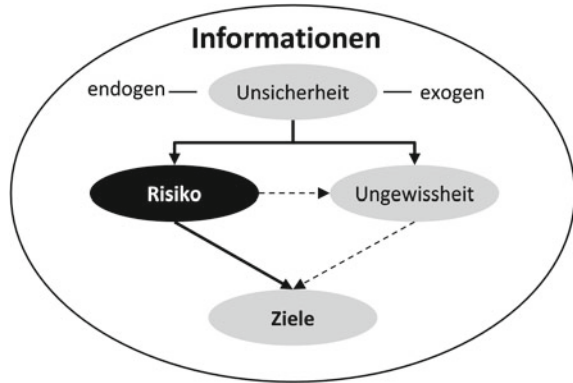 Informationen
endogen
Unsicherheit
exogen
Risiko
Ungewissheit
Ziele